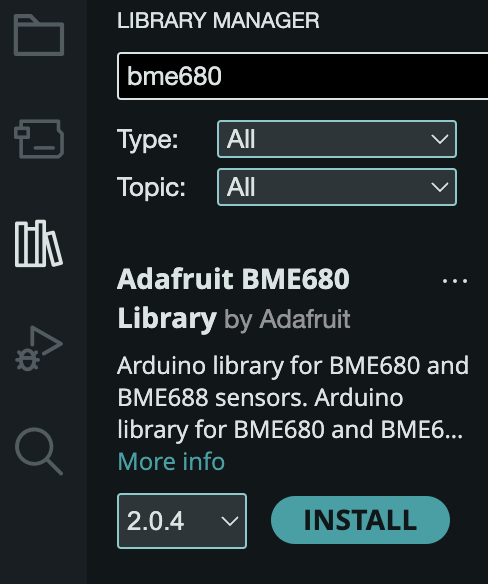 LIBRARY MANAGER
bme680
Type: All
Topic: All
Adafruit BME680 ...
Library by Adafruit
Arduino library for BME680 and
BME688 sensors. Arduino
library for BME680 and BME6...
More info
2.0.4 INSTALL